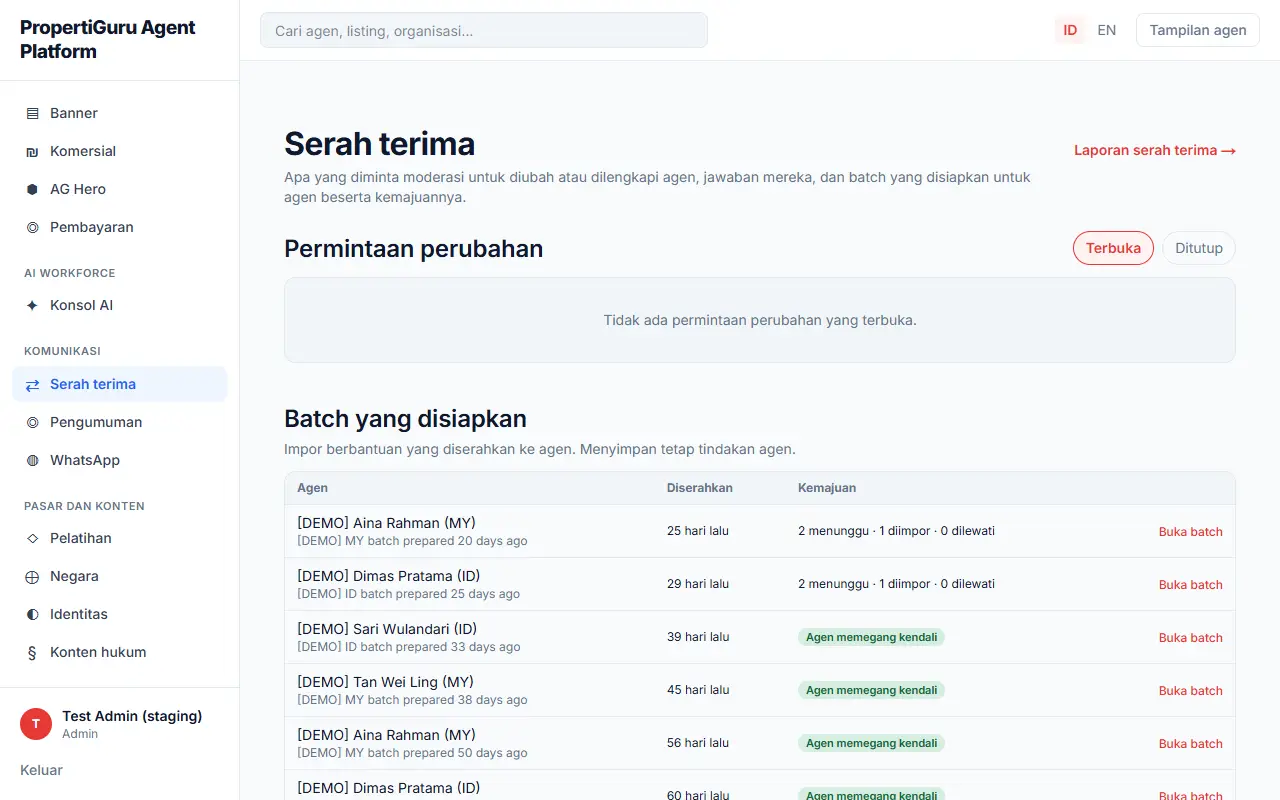 PropertiGuru Agent
Platform
Cari agen, listing, organisasi...
ID
EN
Tampilan agen
Banner
Komersial
AG Hero
Pembayaran
AI WORKFORCE
Konsol AI
KOMUNIKASI
Serah terima
Pengumuman
WhatsApp
PASAR DAN KONTEN
Pelatihan
Negara
Identitas
§ Konten hukum
T
Test Admin (staging)
Admin
Keluar
Serah terima
Laporan serah terima →
Apa yang diminta moderasi untuk diubah atau dilengkapi agen, jawaban mereka, dan batch yang disiapkan untuk
agen beserta kemajuannya.
Permintaan perubahan
Terbuka
Ditutup
Tidak ada permintaan perubahan yang terbuka.
Batch yang disiapkan
Impor berbantuan yang diserahkan ke agen. Menyimpan tetap tindakan agen.
Agen Diserahkan Kemajuan
[DEMO] Aina Rahman (MY)
[DEMO] MY batch prepared 20 days ago
25 hari lalu
2 menunggu · 1 diimpor · 0 dilewati
Buka batch
[DEMO] Dimas Pratama (ID)
[DEMO] ID batch prepared 25 days ago
29 hari lalu
2 menunggu · 1 diimpor · 0 dilewati
Buka batch
[DEMO] Sari Wulandari (ID)
[DEMO] ID batch prepared 33 days ago
39 hari lalu
Agen memegang kendali
Buka batch
[DEMO] Tan Wei Ling (MY)
[DEMO] MY batch prepared 38 days ago
45 hari lalu
Agen memegang kendali
Buka batch
[DEMO] Aina Rahman (MY)
[DEMO] MY batch prepared 50 days ago
56 hari lalu
Agen memegang kendali
Buka batch
[DEMO] Dimas Pratama (ID)
60 hari lalu
Agen memegang kendali
Buka batch